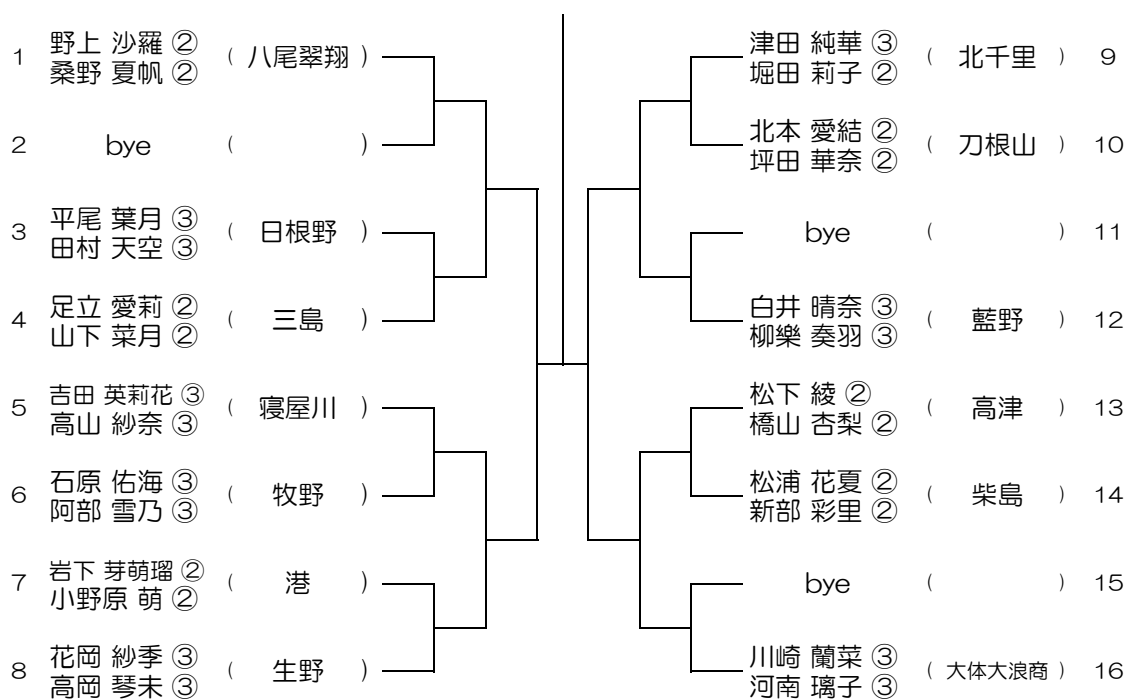 1 野上 沙羅 ② ( 八尾翠翔 )
桑野 夏帆 ②
2 bye ( )
3 平尾 葉月 ③ ( 日根野 )
田村 天空 ③
4 足立 愛莉 ② ( 三島 )
山下 菜月 ②
5 吉田 英莉花 ③ ( 寝屋川 )
高山 紗奈 ③
6 石原 佑海 ③ ( 牧野 )
阿部 雪乃 ③
7 岩下 芽萌瑠 ② ( 港 )
小野原 萌 ②
8 花岡 紗季 ③ ( 生野 )
高岡 琴未 ③
津田 純華 ③ ( 北千里 ) 9
堀田 莉子 ②
北本 愛結 ② ( 刀根山 ) 10
坪田 華奈 ②
bye ( ) 11
白井 晴奈 ③ ( 藍野 ) 12
柳樂 奏羽 ③
松下 綾 ② ( 高津 ) 13
橋山 杏梨 ②
松浦 花夏 ② ( 柴島 ) 14
新部 彩里 ②
bye ( ) 15
川崎 蘭菜 ③ ( 大体大浪商 ) 16
河南 璃子 ③